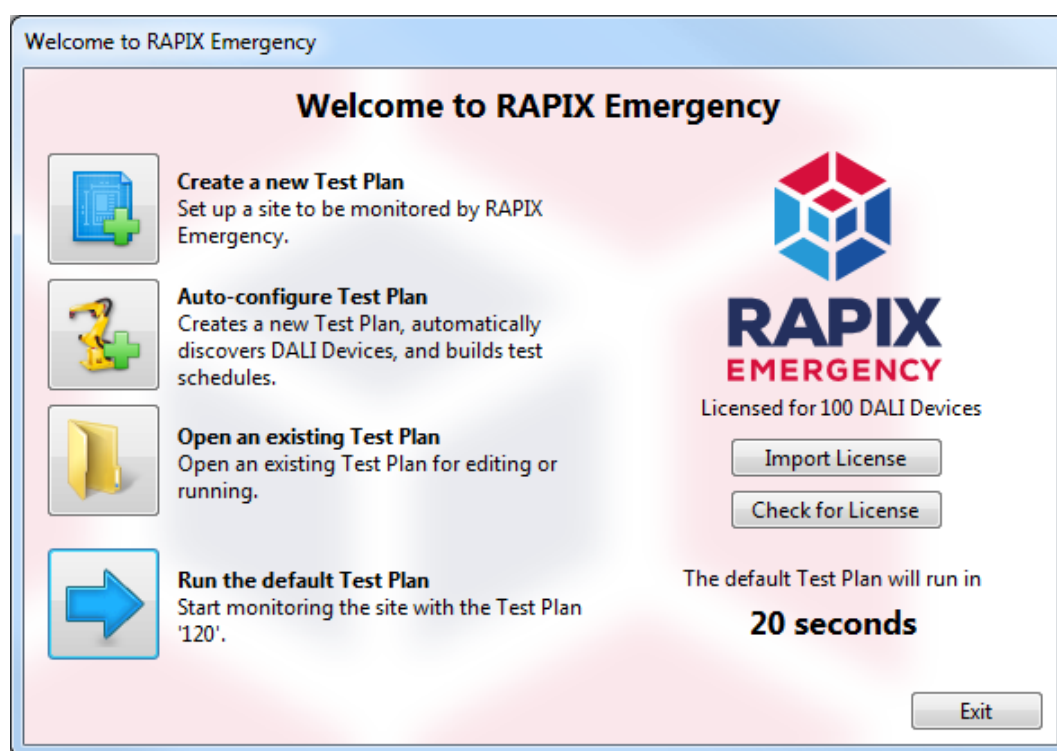 Welcome to RAPIX Emergency
Welcome to RAPIX Emergency
Create a new Test Plan
Set up a site to be monitored by RAPIX
Emergency.
Auto-configure Test Plan
Creates a new Test Plan, automatically
discovers DALI Devices, and builds test
schedules.
Open an existing Test Plan
Open an existing Test Plan for editing or
running.
Run the default Test Plan
Start monitoring the site with the Test Plan
'120'.
RAPIX
EMERGENCY
Licensed for 100 DALI Devices
Import License
Check for License
The default Test Plan will run in
20 seconds
Exit